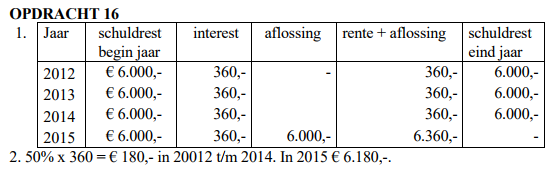 OPDRACHT 16
1. Jaar schuldrest begin jaar interest aflossing rente + aflossing schuldrest eind jaar
2012 € 6.000,- 360,- - 360,- 6.000,-
2013 € 6.000,- 360,- 360,- 6.000,-
2014 € 6.000,- 360,- 360,- 6.000,-
2015 € 6.000,- 360,- 6.000,- 6.360,- -
2. 50% x 360 = € 180,- in 20012 t/m 2014. In 2015 € 6.180,-.